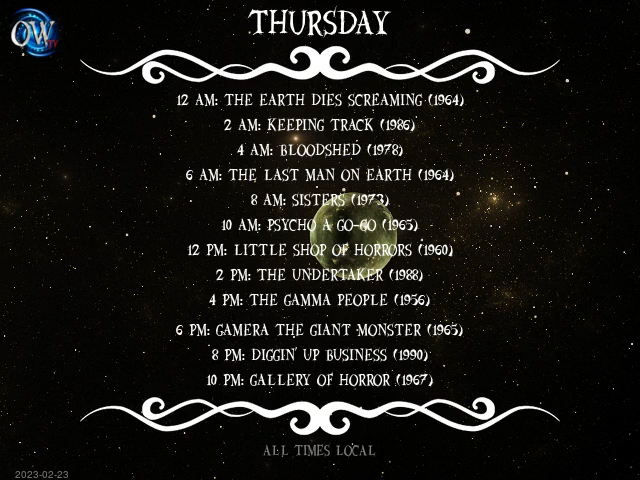 OW TV
THURSDAY
12 AM: THE EARTH DIES SCREAMING (1964)
2 AM: KEEPING TRACK (1986)
4 AM: BLOODSHED (1978)
6 AM: THE LAST MAN ON EARTH (1964)
8 AM: SISTERS (1973)
10 AM: PSYCHO A GO-GO (1965)
12 PM: LITTLE SHOP OF HORRORS (1960)
2 PM: THE UNDERTAKER (1988)
4 PM: THE GAMMA PEOPLE (1956)
6 PM: GAMERA THE GIANT MONSTER (1965)
8 PM: DIGGIN' UP BUSINESS (1990)
10 PM: GALLERY OF HORROR (1967)
ALL TIMES LOCAL
2023-02-23